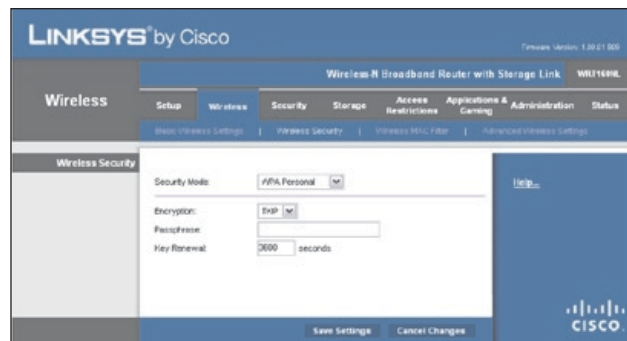 LINKSYS® by Cisco
Firmware Version: 1.00.01.005
Wireless-N Broadband Router with Storage Link WRT160NL
Wireless
Setup Wireless Security Storage Access Restrictions Applications & Gaming Administration Status
Basic Wireless Settings | Wireless Security | Wireless MAC Filter | Advanced Wireless Settings
Wireless Security
Security Mode: WPA Personal
Help...
Encryption: TKIP
Passphrase:
Key Renewal: 3600 seconds
Save Settings Cancel Changes
CISCO.